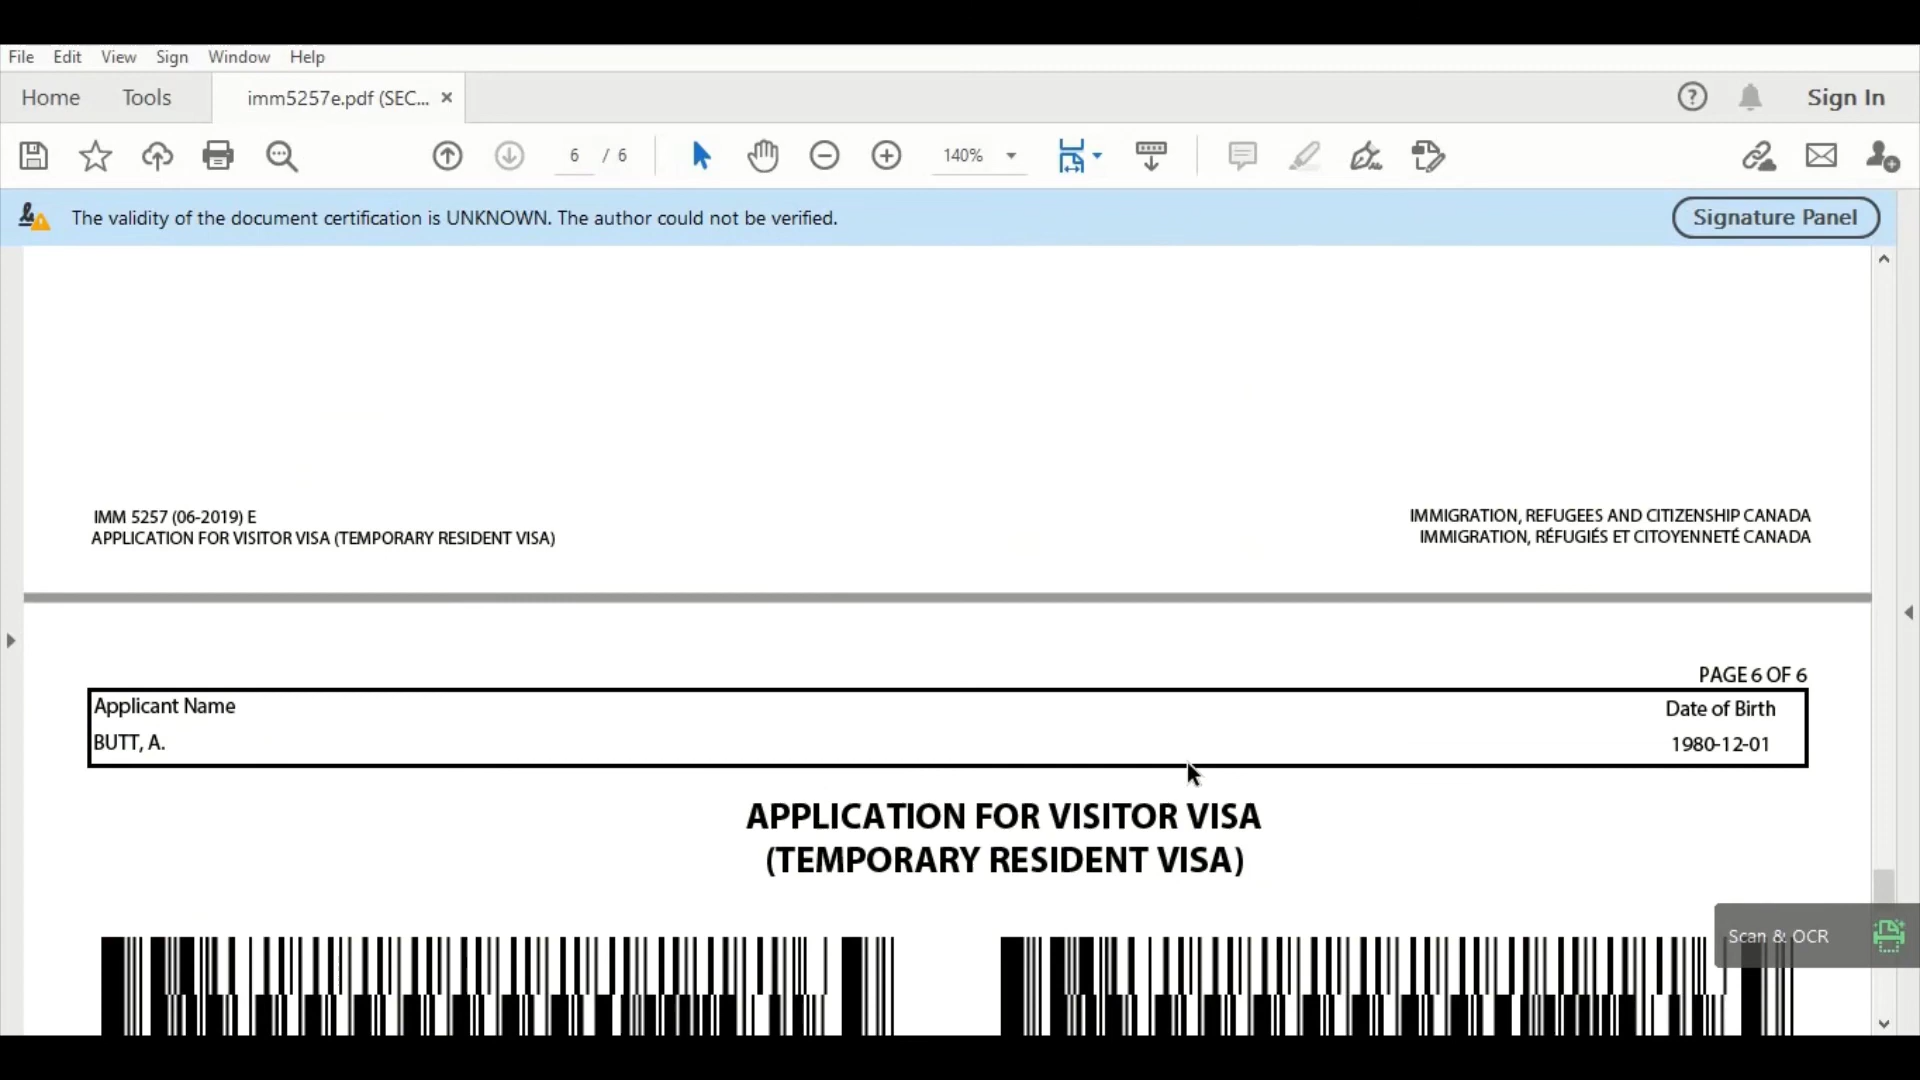 File Edit View Sign Window Help
Home Tools imm5257e.pdf (SEC... × Sign In
6 / 6 140%
The validity of the document certification is UNKNOWN. The author could not be verified. Signature Panel
IMM 5257 (06-2019) E
APPLICATION FOR VISITOR VISA (TEMPORARY RESIDENT VISA)
IMMIGRATION, REFUGEES AND CITIZENSHIP CANADA
IMMIGRATION, RÉFUGIÉS ET CITOYENNETÉ CANADA
PAGE 6 OF 6
Applicant Name Date of Birth
BUTT, A. 1980-12-01
APPLICATION FOR VISITOR VISA
(TEMPORARY RESIDENT VISA)
Scan & OCR